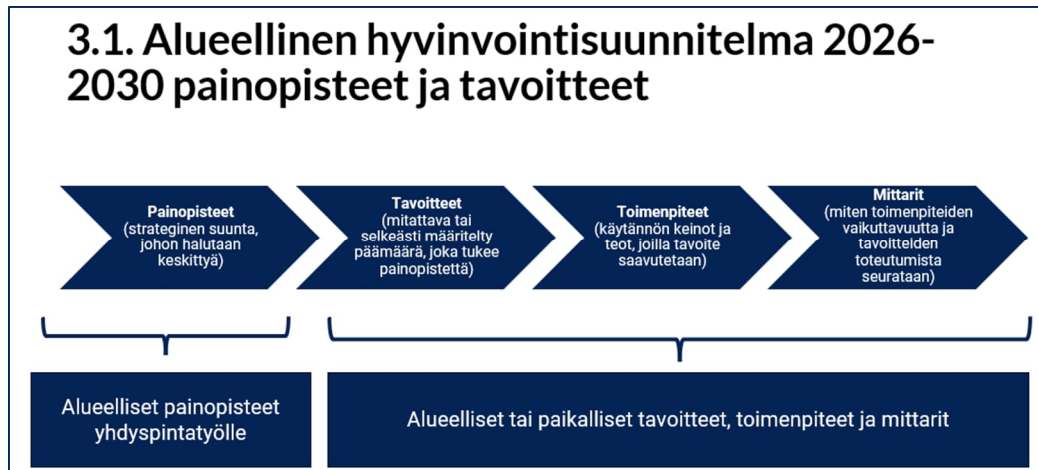 3.1. Alueellinen hyvinvointisuunnitelma 2026-
2030 painopisteet ja tavoitteet
Painopisteet
(strateginen suunta,
johon halutaan
keskittyä)
Tavoitteet
(mitattava tai
selkeästi määritelty
päämäärä, joka tukee
painopistettä)
Toimenpiteet
(käytännön keinot ja
teot, joilla tavoite
saavutetaan)
Mittarit
(miten toimenpiteiden
vaikuttavuutta ja
tavoitteiden
toteutumista
seurataan)
Alueelliset painopisteet
yhdyspintatyölle
Alueelliset tai paikalliset tavoitteet, toimenpiteet ja mittarit